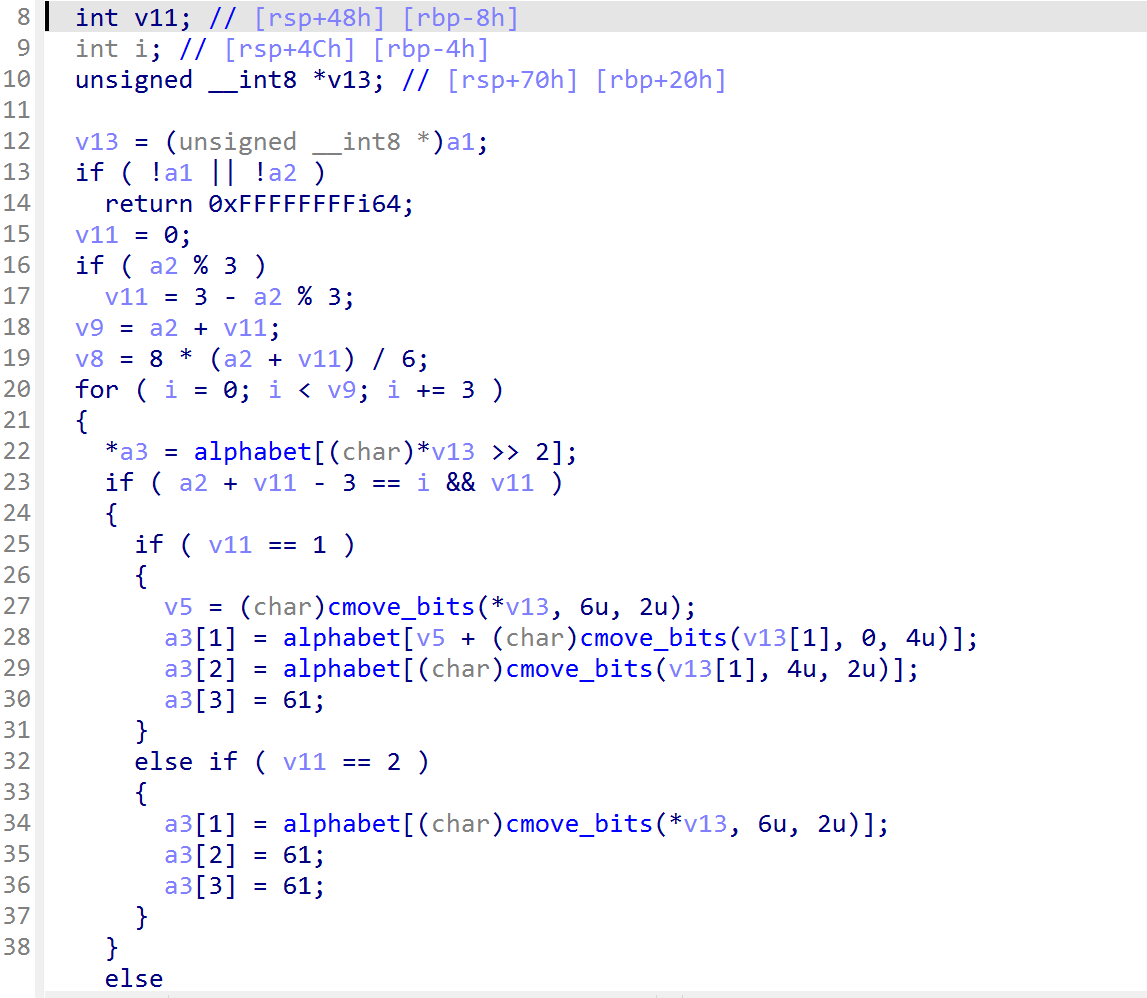 8 int v11; // [rsp+48h] [rbp-8h]
9 int i; // [rsp+4Ch] [rbp-4h]
10 unsigned __int8 *v13; // [rsp+70h] [rbp+20h]
11
12 v13 = (unsigned __int8 *)a1;
13 if ( !a1 || !a2 )
14 return 0xFFFFFFFFi64;
15 v11 = 0;
16 if ( a2 % 3 )
17 v11 = 3 - a2 % 3;
18 v9 = a2 + v11;
19 v8 = 8 * (a2 + v11) / 6;
20 for ( i = 0; i < v9; i += 3 )
21 {
22 *a3 = alphabet[(char)*v13 >> 2];
23 if ( a2 + v11 - 3 == i && v11 )
24 {
25 if ( v11 == 1 )
26 {
27 v5 = (char)cmove_bits(*v13, 6u, 2u);
28 a3[1] = alphabet[v5 + (char)cmove_bits(v13[1], 0, 4u)];
29 a3[2] = alphabet[(char)cmove_bits(v13[1], 4u, 2u)];
30 a3[3] = 61;
31 }
32 else if ( v11 == 2 )
33 {
34 a3[1] = alphabet[(char)cmove_bits(*v13, 6u, 2u)];
35 a3[2] = 61;
36 a3[3] = 61;
37 }
38 }
else